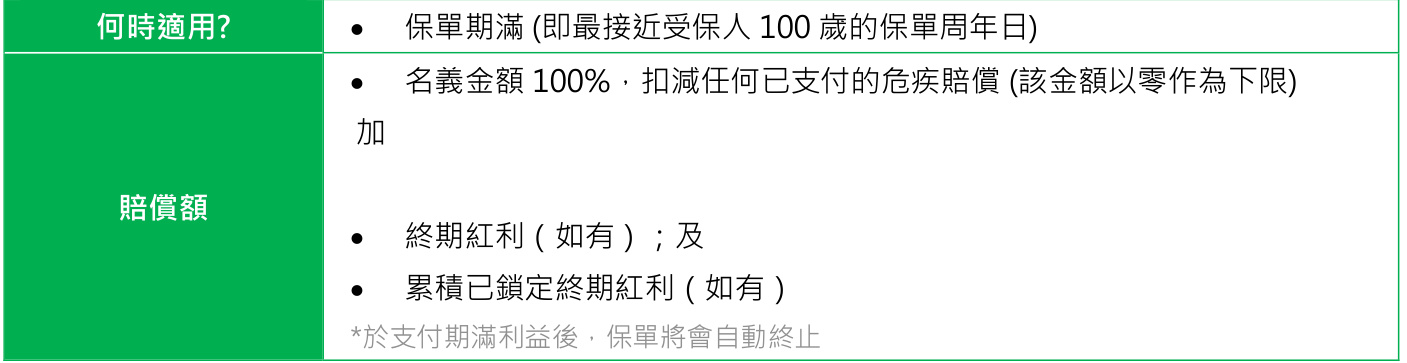 何時適用?
● 保單期滿 (即最接近受保人 100 歲的保單周年日)
賠償額
● 名義金額 100%，扣減任何已支付的危疾賠償 (該金額以零作為下限)
加
● 終期紅利（如有）；及
● 累積已鎖定終期紅利（如有）
*於支付期滿利益後，保單將會自動終止